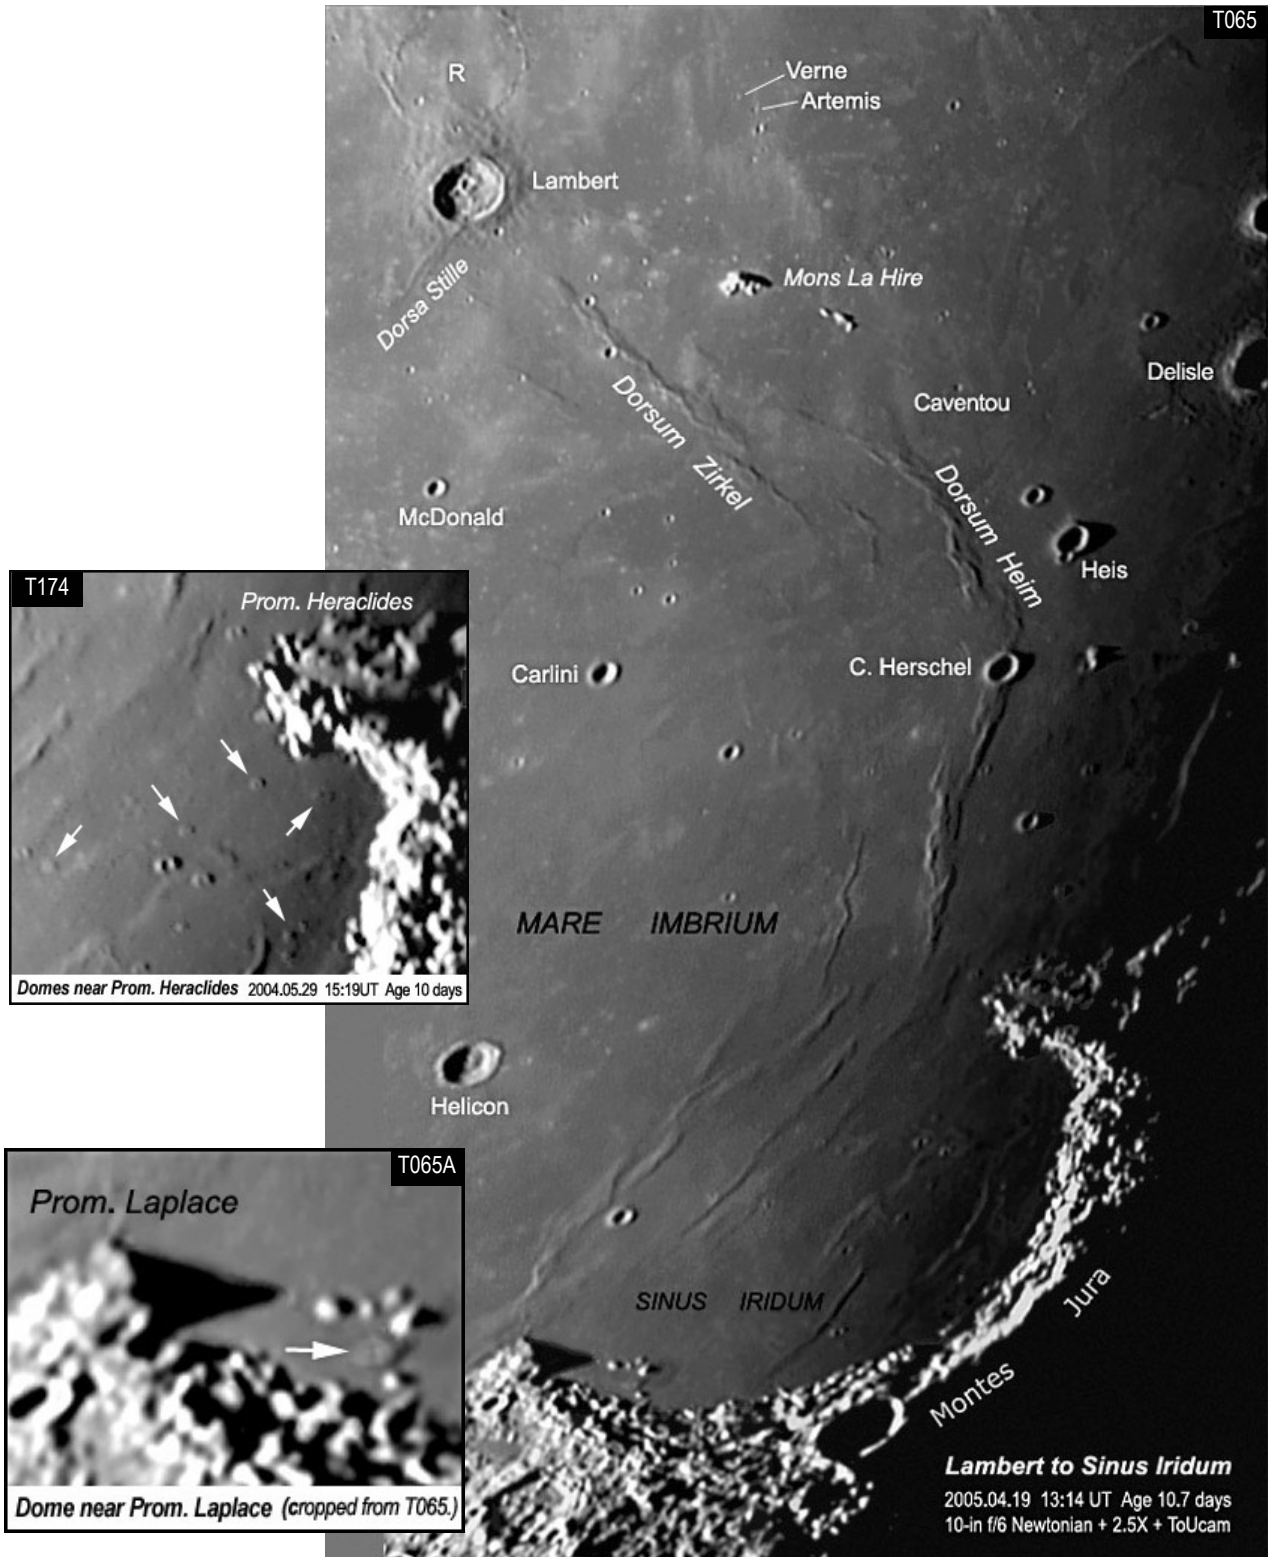 T065
R
Verne
Artemis
Lambert
Dorsa Stille
Mons La Hire
Delisle
Caventou
Dorsum Zirkel
Dorsum Heim
McDonald
Heis
Carlini
C. Herschel
MARE IMBRIUM
Helicon
SINUS IRIDUM
Montes Jura
Lambert to Sinus Iridum
2005.04.19 13:14 UT Age 10.7 days
10-in f/6 Newtonian + 2.5X + ToUcam
T174
Prom. Heraclides
Domes near Prom. Heraclides 2004.05.29 15:19UT Age 10 days
T065A
Prom. Laplace
Dome near Prom. Laplace (cropped from T065.)